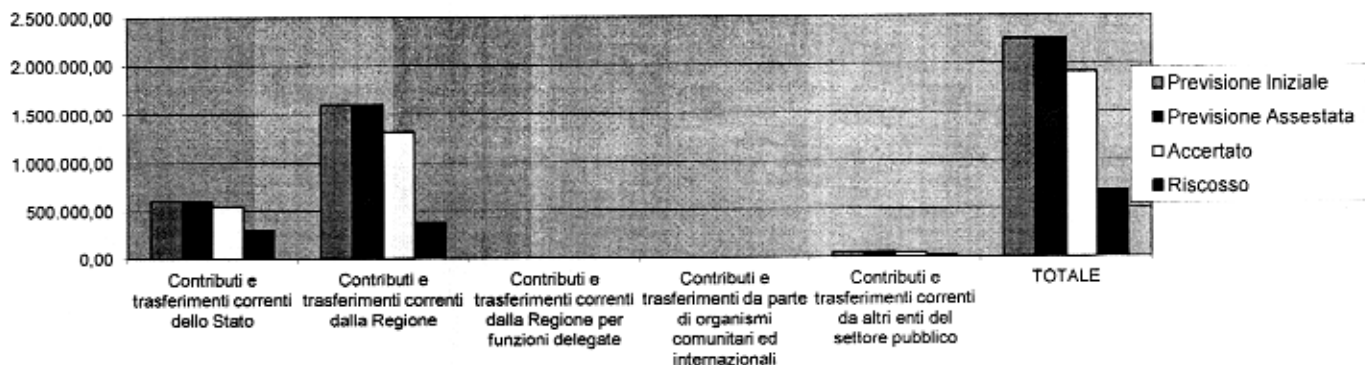 2.500.000,00
2.000.000,00
1.500.000,00
1.000.000,00
500.000,00
0,00
Contributi e
trasferimenti correnti
dello Stato
Contributi e
trasferimenti correnti
dalla Regione
Contributi e
trasferimenti correnti
dalla Regione per
funzioni delegate
Contributi e
trasferimenti da parte
di organismi
comunitari ed
internazionali
Contributi e
trasferimenti correnti
da altri enti del
settore pubblico
TOTALE
Previsione Iniziale
Previsione Assestata
Accertato
Riscosso